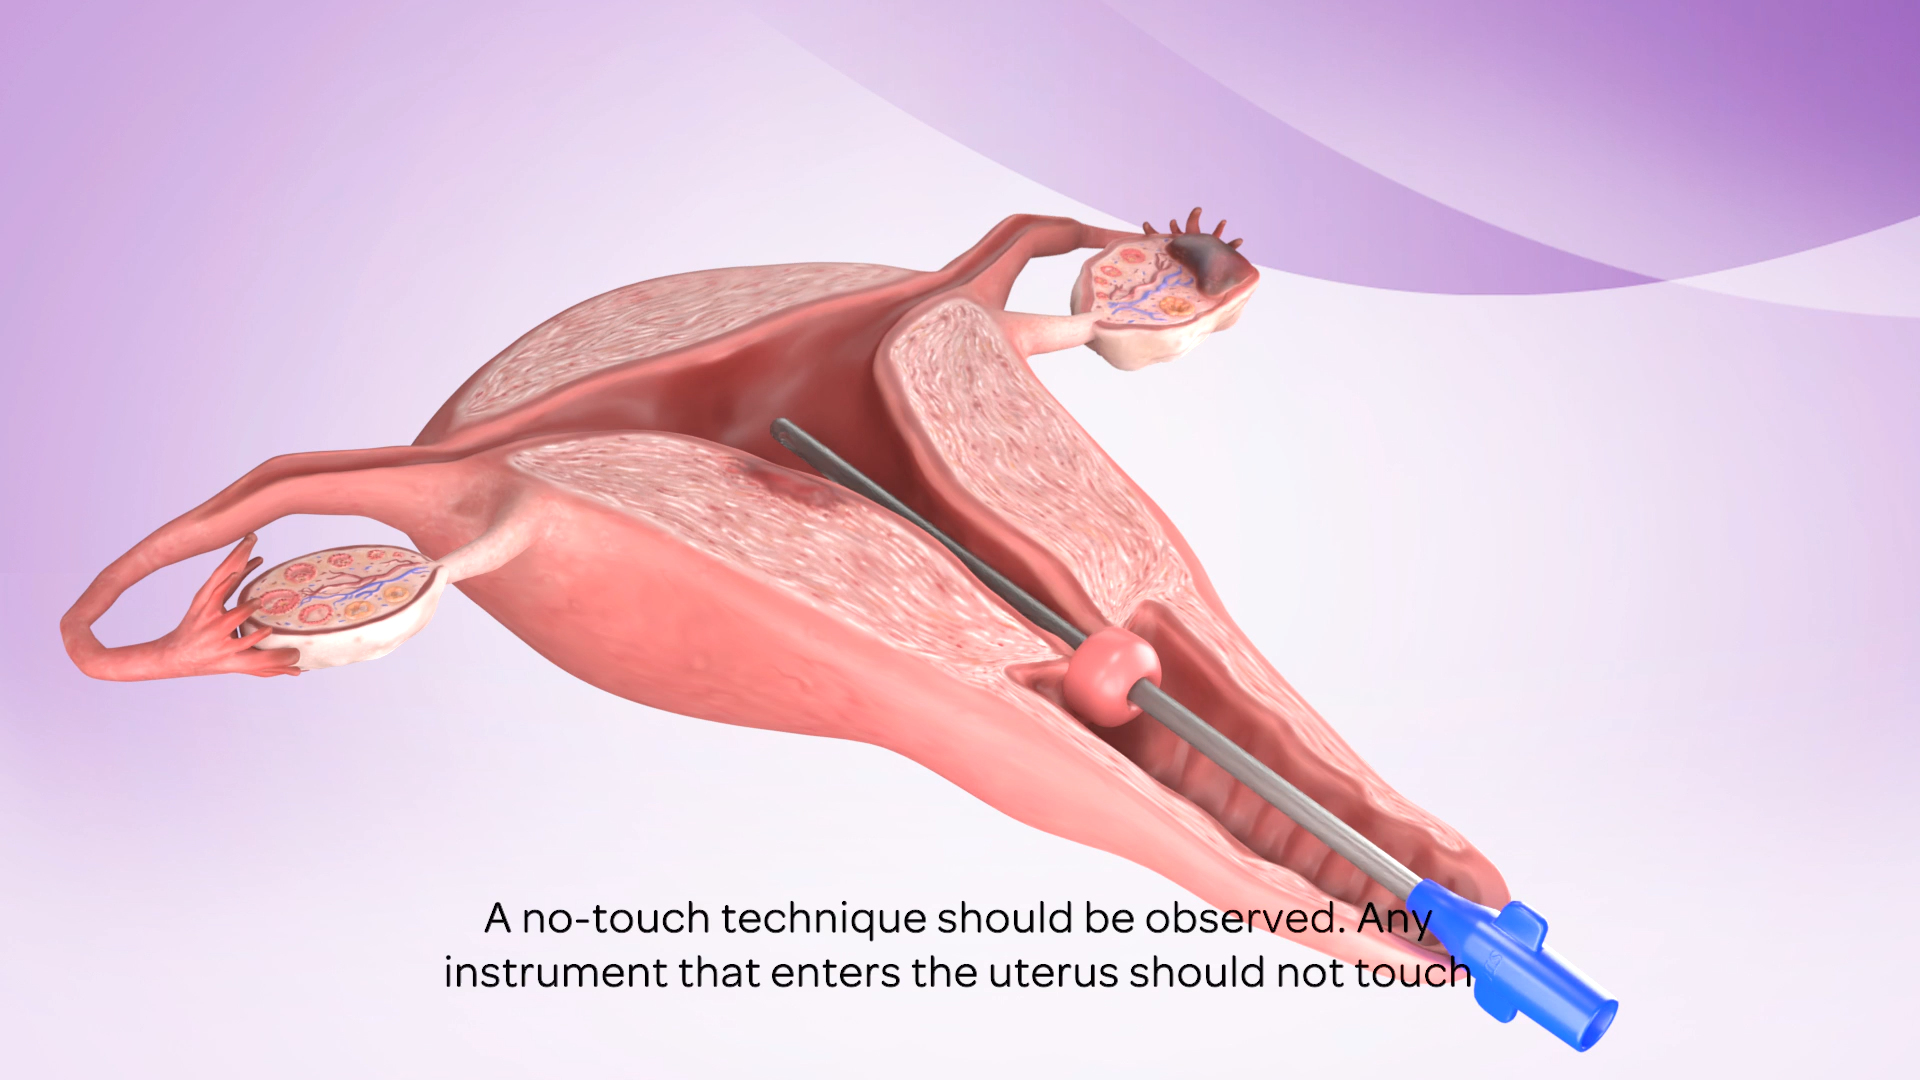 A no-touch technique should be observed. Any
instrument that enters the uterus should not touch